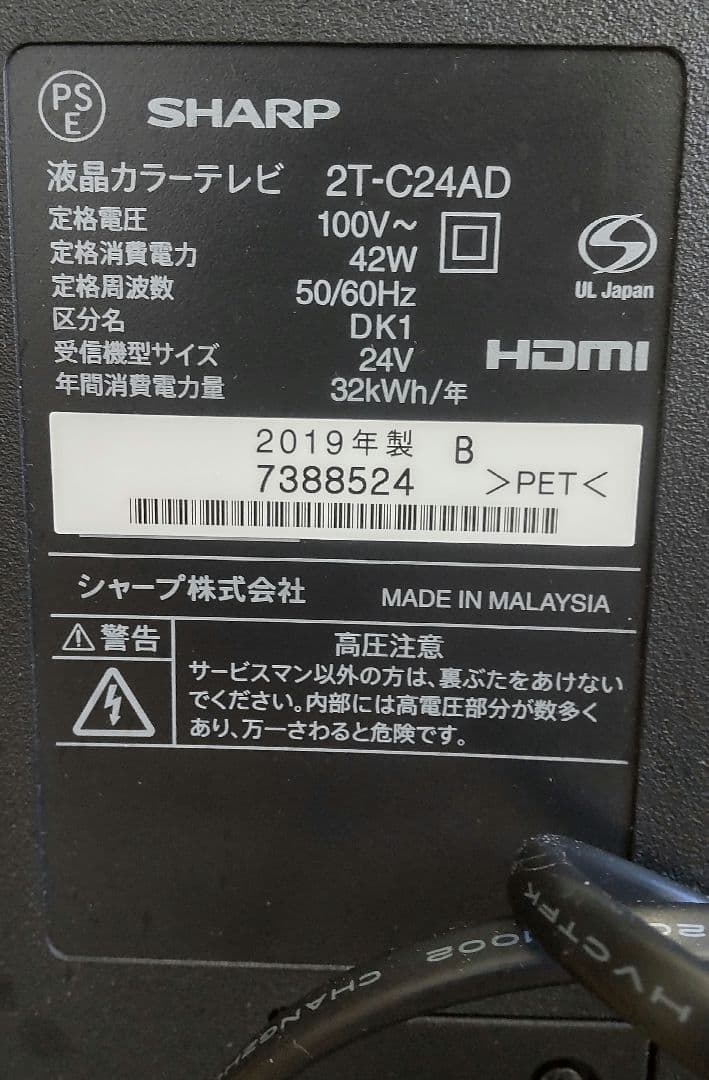 PS
E
SHARP
液晶カラーテレビ 2T-C24AD
定格電圧 100V～
定格消費電力 42W
定格周波数 50/60Hz
区分名 DK1
受信機型サイズ 24V
年間消費電力量 32kWh/年
UL Japan
HDMI
2019年製 B
7388524 >PET<
シャープ株式会社 MADE IN MALAYSIA
⚠警告
高圧注意
サービスマン以外の方は、裏ぶたをあけない
でください。内部には高電圧部分が数多く
あり、万一さわると危険です。
HVCTFK
1002